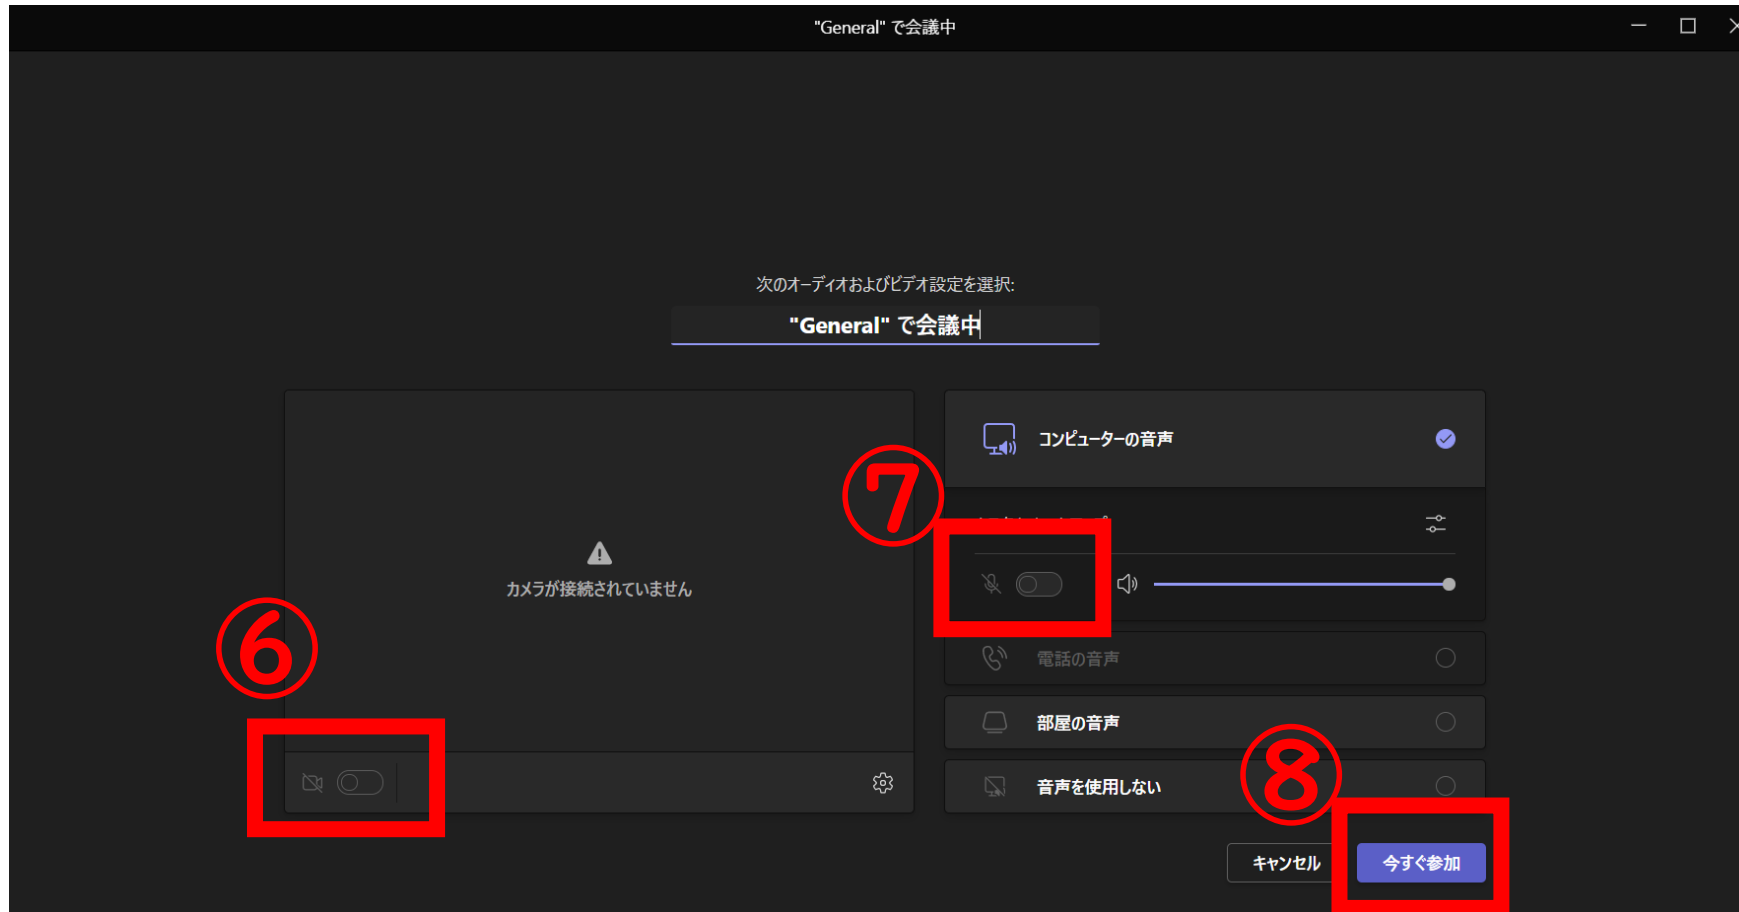 "General" で会議中
次のオーディオおよびビデオ設定を選択:
"General" で会議中
コンピューターの音声
⑦
カメラが接続されていません
⑥
電話の音声
部屋の音声
⑧
音声を使用しない
キャンセル
今すぐ参加